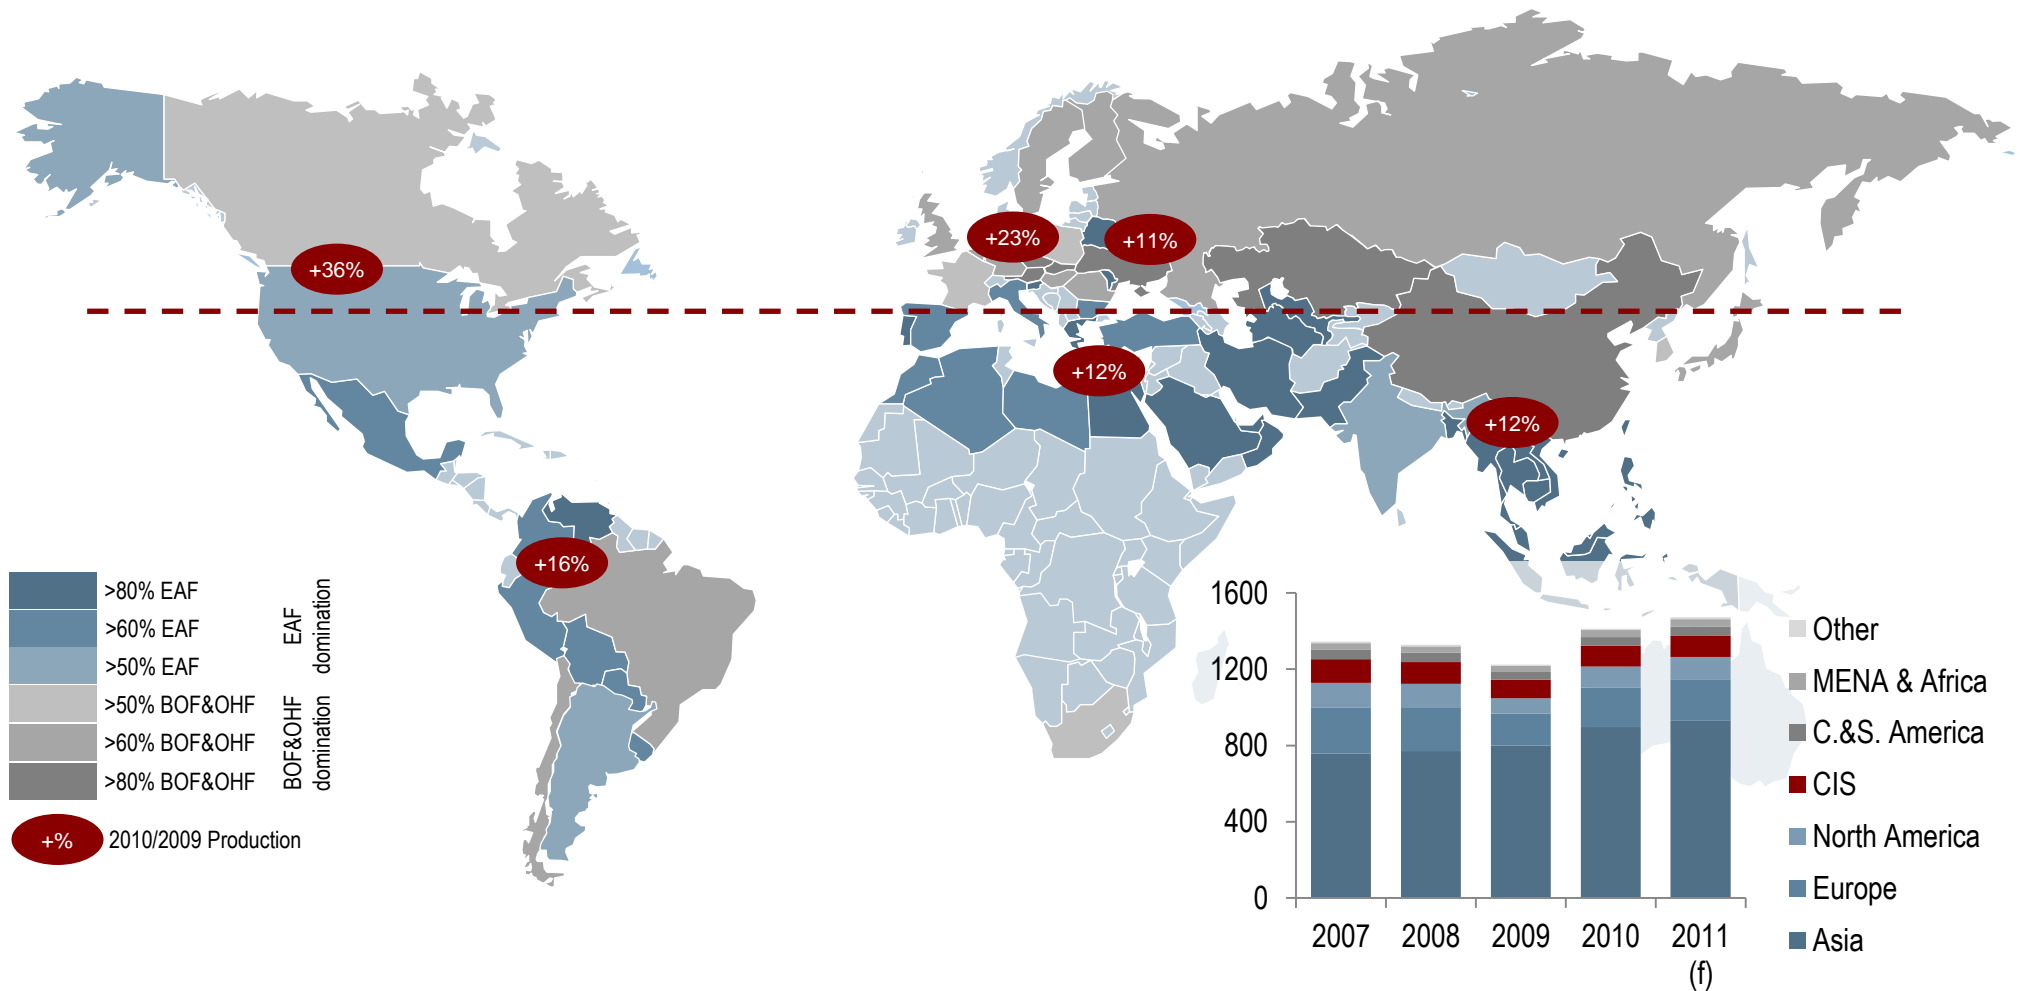 +36%
+23%
+11%
+12%
+12%
+16%
>80% EAF
>60% EAF
>50% EAF
>50% BOF&OHF
>60% BOF&OHF
>80% BOF&OHF
EAF
domination
BOF&OHF
domination
+%
2010/2009 Production
1600
1200
800
400
0
2007
2008
2009
2010
2011
(f)
Other
MENA & Africa
C.&S. America
CIS
North America
Europe
Asia